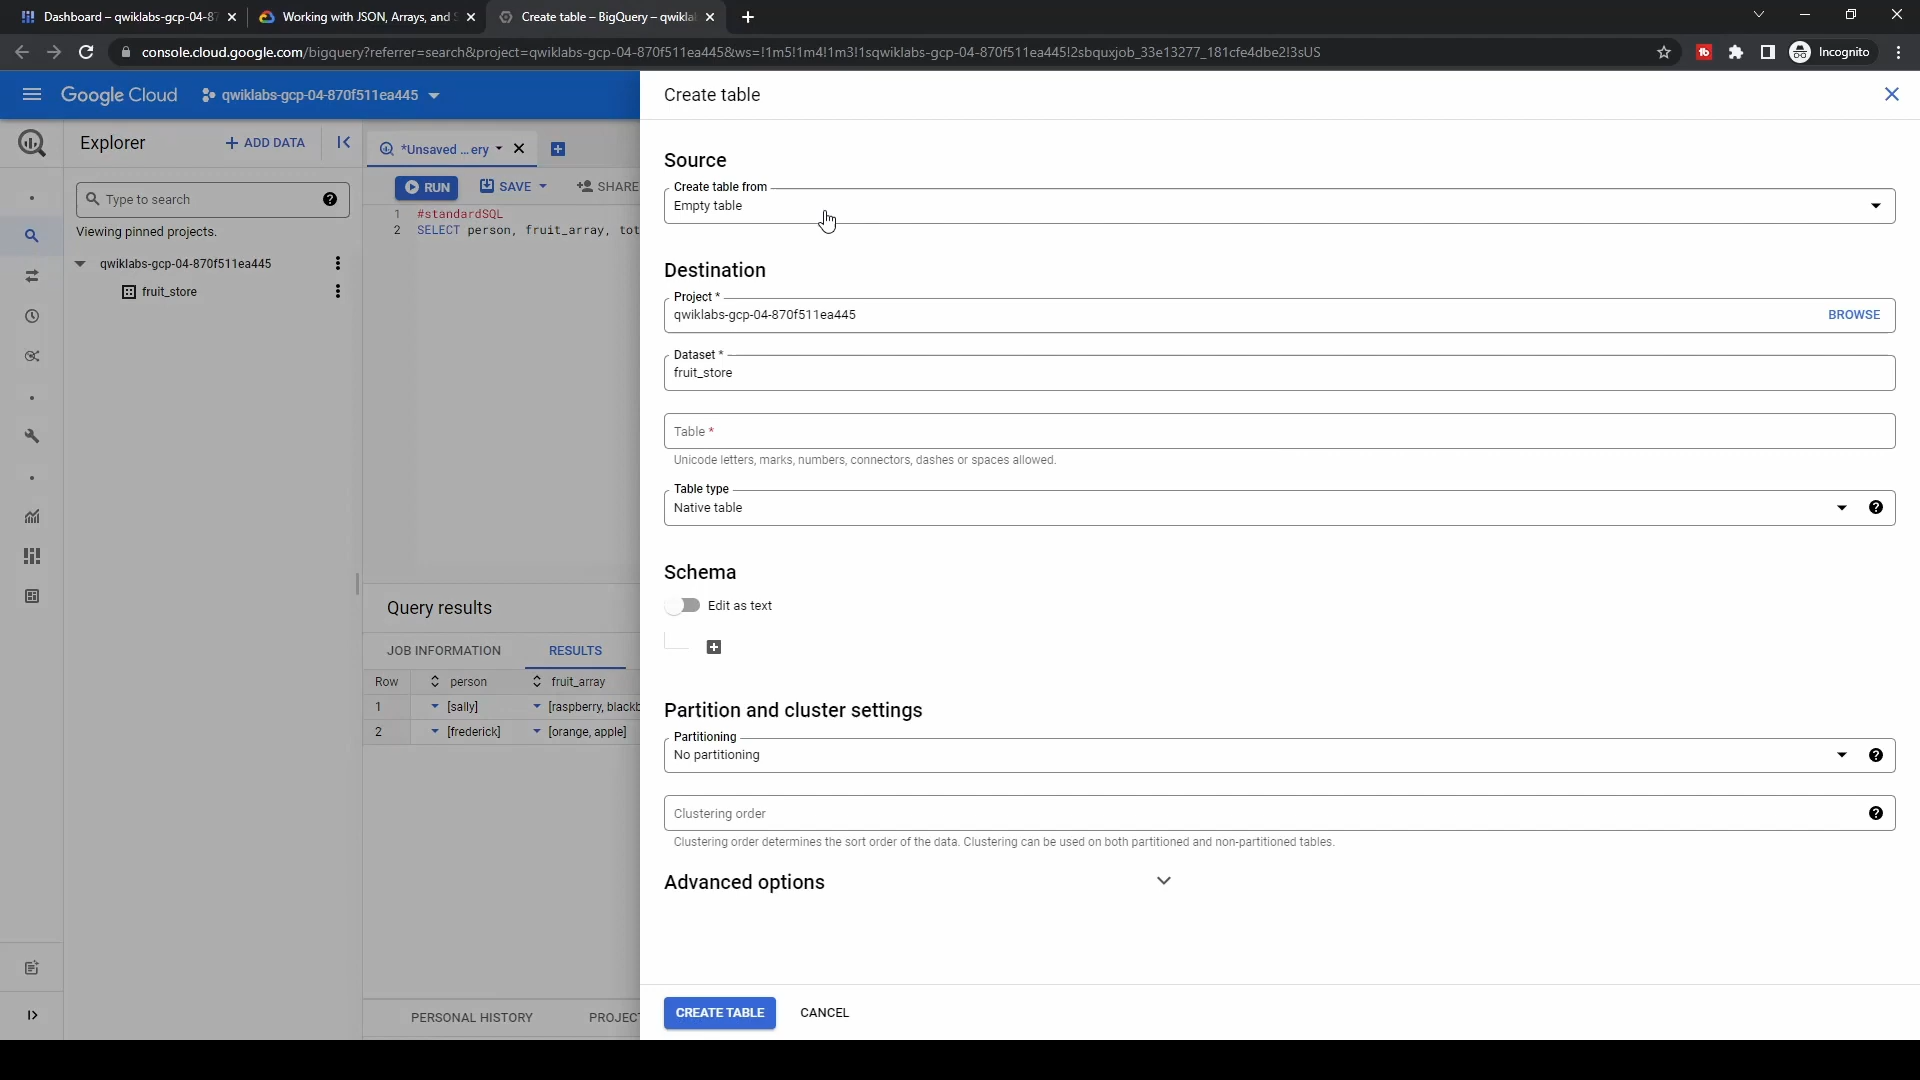 Dashboard – qwiklabs-gcp-04-87
Working with JSON, Arrays, and S
Create table – BigQuery – qwikla
console.cloud.google.com/bigquery?referrer=search&project=qwiklabs-gcp-04-870f511ea445&ws=!1m5!1m4!1m3!1sqwiklabs-gcp-04-870f511ea445!2sbquxjob_33e13277_181cfe4dbe2!3sUS
Incognito
Google Cloud
qwiklabs-gcp-04-870f511ea445
Explorer
+ ADD DATA
Type to search
Viewing pinned projects.
qwiklabs-gcp-04-870f511ea445
fruit_store
*Unsaved ...ery
RUN
SAVE
SHARE
1 #standardSQL
2 SELECT person, fruit_array, tot
Query results
JOB INFORMATION
RESULTS
Row person fruit_array
1 [sally] [raspberry, blackb
2 [frederick] [orange, apple]
PERSONAL HISTORY
PROJECT
Create table
Source
Create table from
Empty table
Destination
Project *
qwiklabs-gcp-04-870f511ea445
BROWSE
Dataset *
fruit_store
Table *
Unicode letters, marks, numbers, connectors, dashes or spaces allowed.
Table type
Native table
Schema
Edit as text
Partition and cluster settings
Partitioning
No partitioning
Clustering order
Clustering order determines the sort order of the data. Clustering can be used on both partitioned and non-partitioned tables.
Advanced options
CREATE TABLE
CANCEL